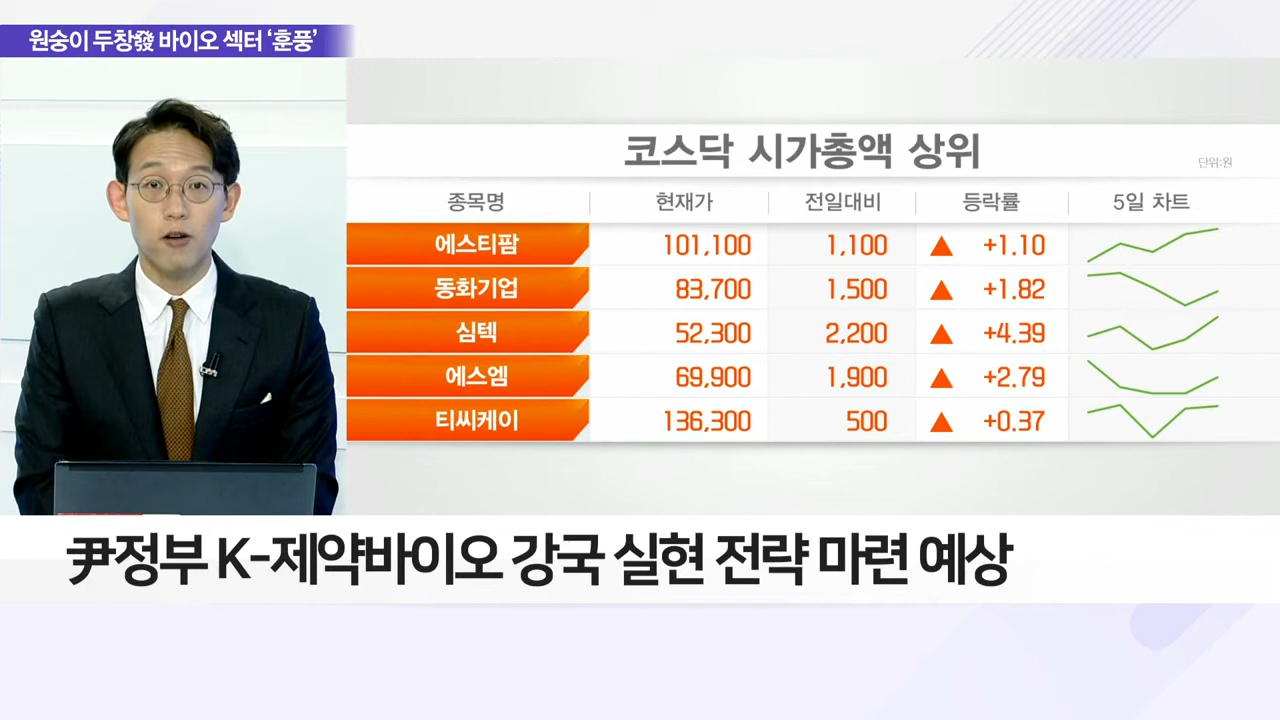 원숭이 두창發 바이오 섹터 ‘훈풍’
코스닥 시가총액 상위
단위:원
종목명 현재가 전일대비 등락률 5일 차트
에스티팜 101,100 1,100 ▲ +1.10
동화기업 83,700 1,500 ▲ +1.82
심텍 52,300 2,200 ▲ +4.39
에스엠 69,900 1,900 ▲ +2.79
티씨케이 136,300 500 ▲ +0.37
尹정부 K-제약바이오 강국 실현 전략 마련 예상